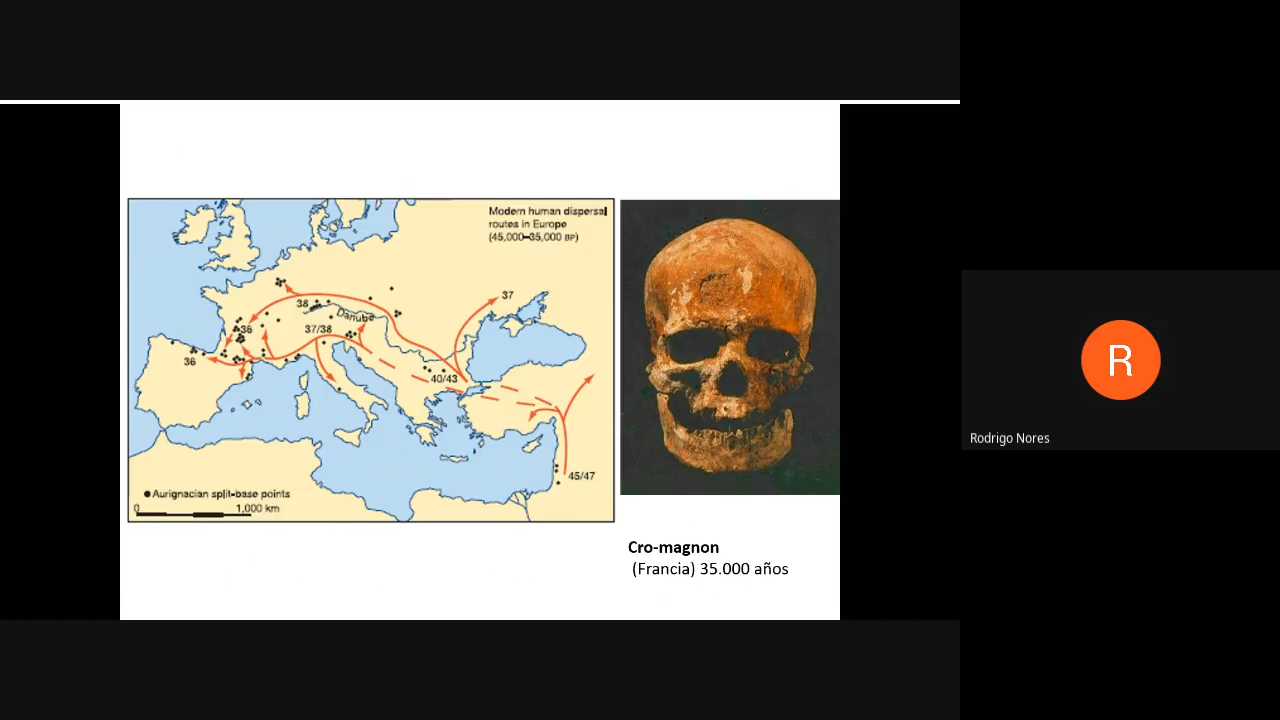 Modern human dispersal
routes in Europe
(45,000–35,000 BP)
37
38
Danube
36
37/38
36
40/43
45/47
Aurignacian split-base points
0 1,000 km
Cro-magnon
(Francia) 35.000 años
R
Rodrigo Nores